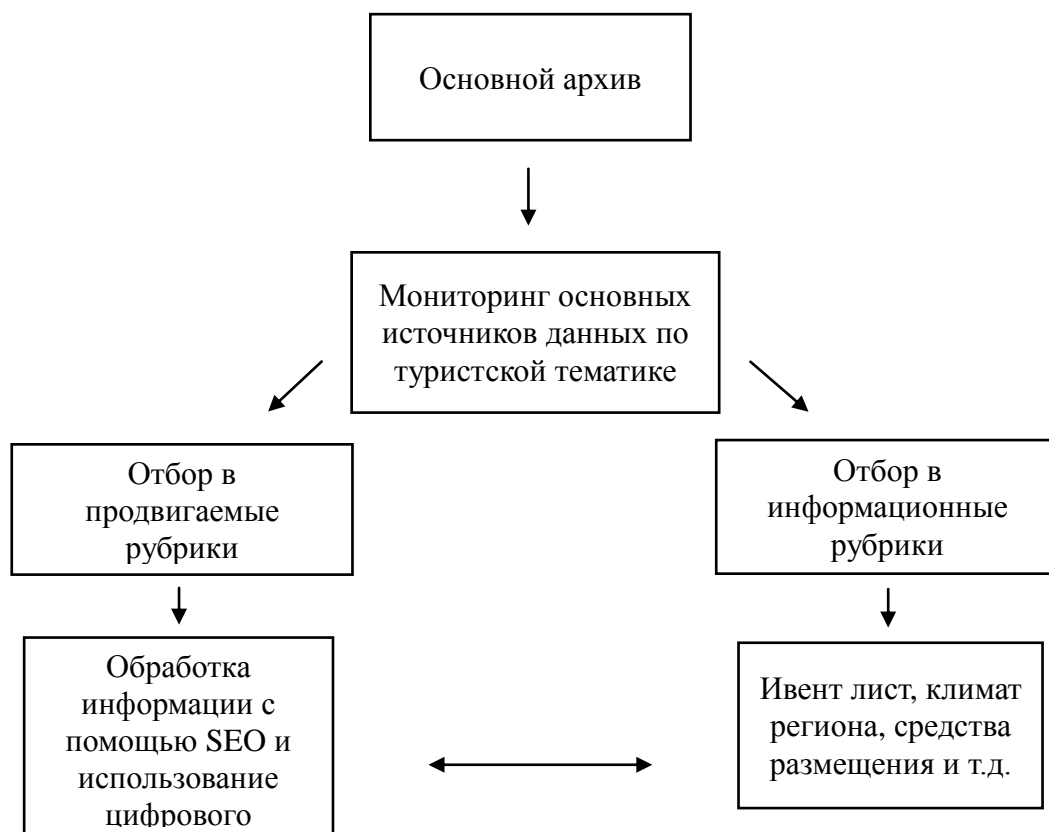 Основной архив
Мониторинг основных
источников данных по
туристской тематике
Отбор в
продвигаемые
рубрики
Отбор в
информационные
рубрики
Обработка
информации с
помощью SEO и
использование
цифрового
Ивент лист, климат
региона, средства
размещения и т.д.